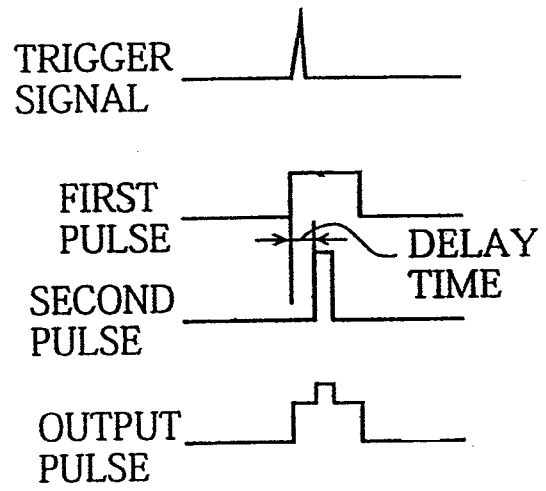 TRIGGER
SIGNAL
FIRST
PULSE
DELAY
TIME
SECOND
PULSE
OUTPUT
PULSE